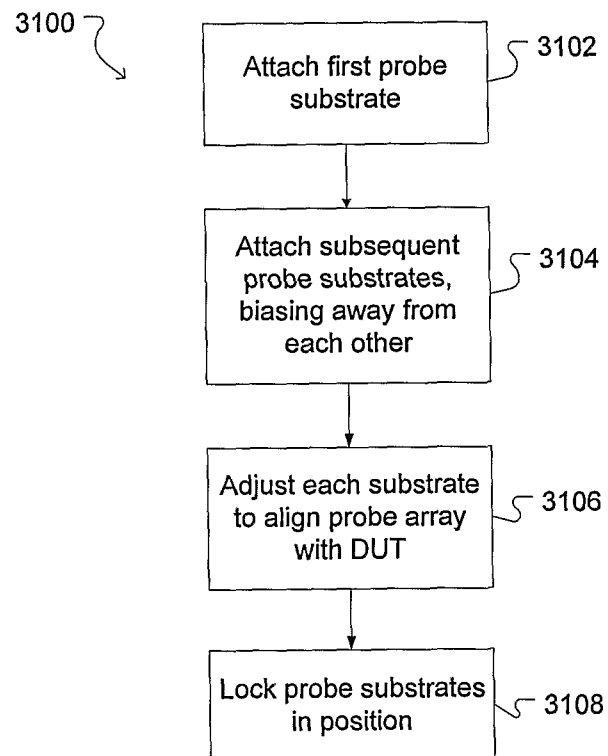 3100
Attach first probe
substrate
3102
Attach subsequent
probe substrates,
biasing away from
each other
3104
Adjust each substrate
to align probe array
with DUT
3106
Lock probe substrates
in position
3108